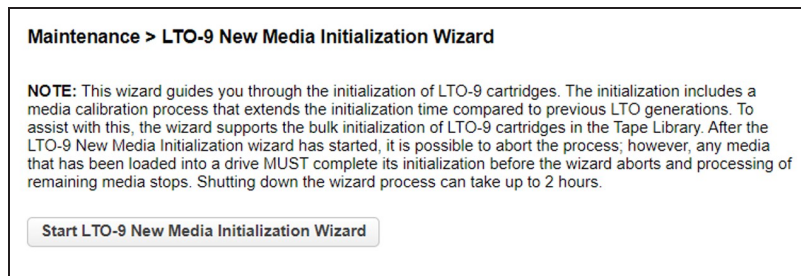 Maintenance > LTO-9 New Media Initialization Wizard
NOTE: This wizard guides you through the initialization of LTO-9 cartridges. The initialization includes a
media calibration process that extends the initialization time compared to previous LTO generations. To
assist with this, the wizard supports the bulk initialization of LTO-9 cartridges in the Tape Library. After the
LTO-9 New Media Initialization wizard has started, it is possible to abort the process; however, any media
that has been loaded into a drive MUST complete its initialization before the wizard aborts and processing of
remaining media stops. Shutting down the wizard process can take up to 2 hours.
Start LTO-9 New Media Initialization Wizard